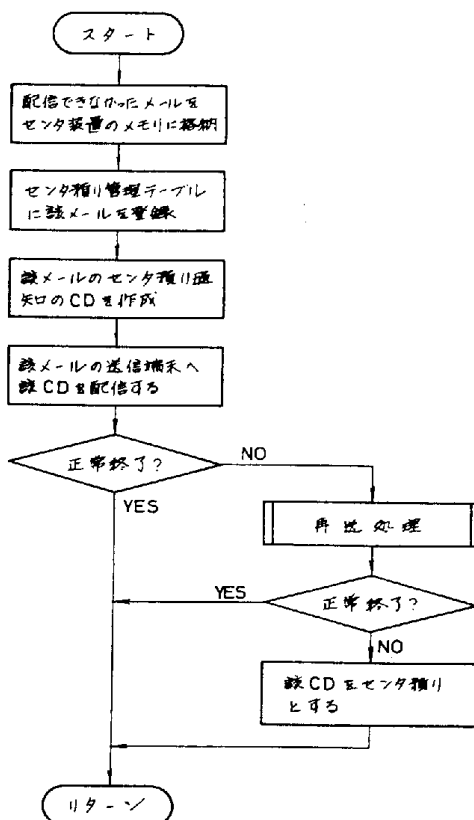 スタート
配信できなかったメールを
センタ装置のメモリに格納
センタ積り管理テーブル
に該メールを登録
該メールのセンタ積り通
知のCDを作成
該メールの送信端末へ
該CDを配信する
正常終了?
NO
YES
再送処理
YES
正常終了?
NO
該CDをセンタ積り
とする
リターン